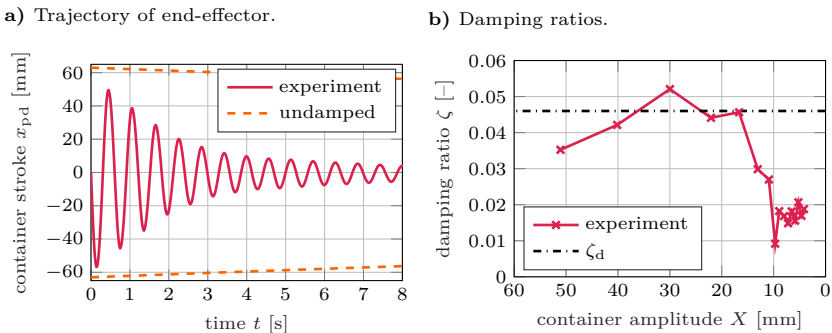 a) Trajectory of end-effector.
container stroke x_pd [mm]
60
40
20
0
−20
−40
−60
experiment
undamped
0 1 2 3 4 5 6 7 8
time t [s]
b) Damping ratios.
damping ratio ζ [−]
0.06
0.05
0.04
0.03
0.02
0.01
0
experiment
ζ_d
60 50 40 30 20 10 0
container amplitude X [mm]